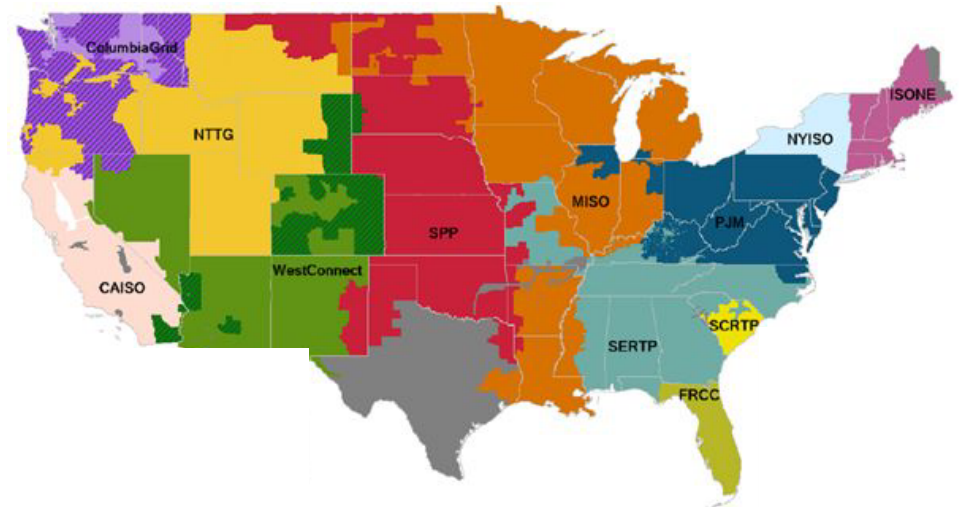 ColumbiaGrid
ISONE
NTTG
NYISO
MISO
PJM
SPP
WestConnect
CAISO
SCRTP
SERTP
FRCC